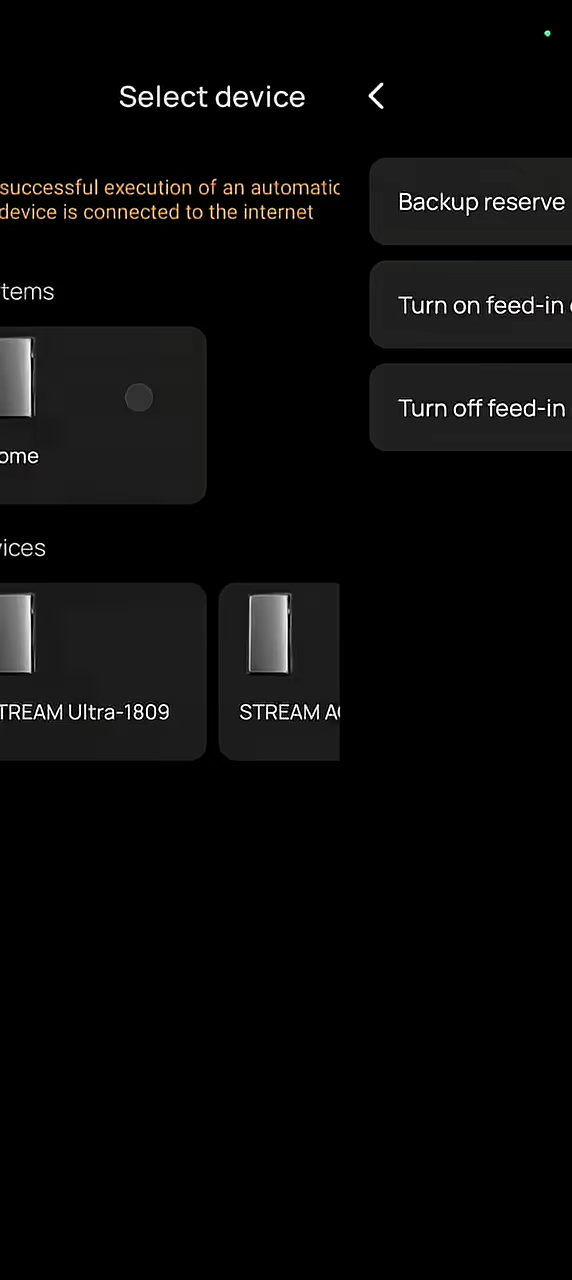 Select device
successful execution of an automatic
device is connected to the internet
tems
ome
vices
TREAM Ultra-1809
STREAM A
Backup reserve
Turn on feed-in
Turn off feed-in